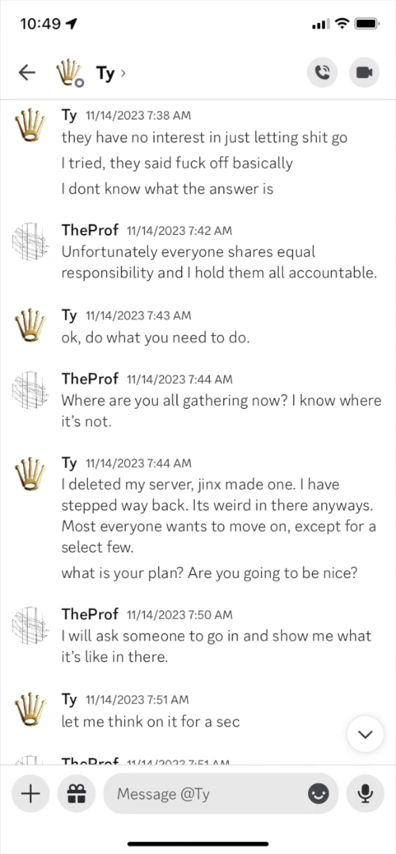 10:49
Ty
Ty 11/14/2023 7:38 AM
they have no interest in just letting shit go
I tried, they said fuck off basically
I dont know what the answer is
TheProf 11/14/2023 7:42 AM
Unfortunately everyone shares equal
responsibility and I hold them all accountable.
Ty 11/14/2023 7:43 AM
ok, do what you need to do.
TheProf 11/14/2023 7:44 AM
Where are you all gathering now? I know where
it's not.
Ty 11/14/2023 7:44 AM
I deleted my server, jinx made one. I have
stepped way back. Its weird in there anyways.
Most everyone wants to move on, except for a
select few.
what is your plan? Are you going to be nice?
TheProf 11/14/2023 7:50 AM
I will ask someone to go in and show me what
it's like in there.
Ty 11/14/2023 7:51 AM
let me think on it for a sec
TheProf 11/14/2023 7:51 AM
Message @Ty